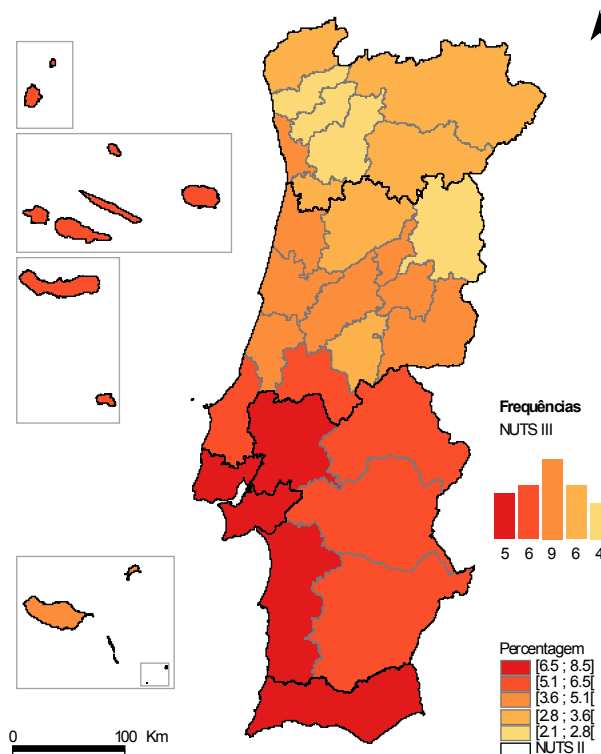 Frequências
NUTS III
5 6 9 6 4
Percentagem
[6.5 ; 8.5]
[5.1 ; 6.5[
[3.6 ; 5.1[
[2.8 ; 3.6[
[2.1 ; 2.8[
NUTS II
0 100 Km